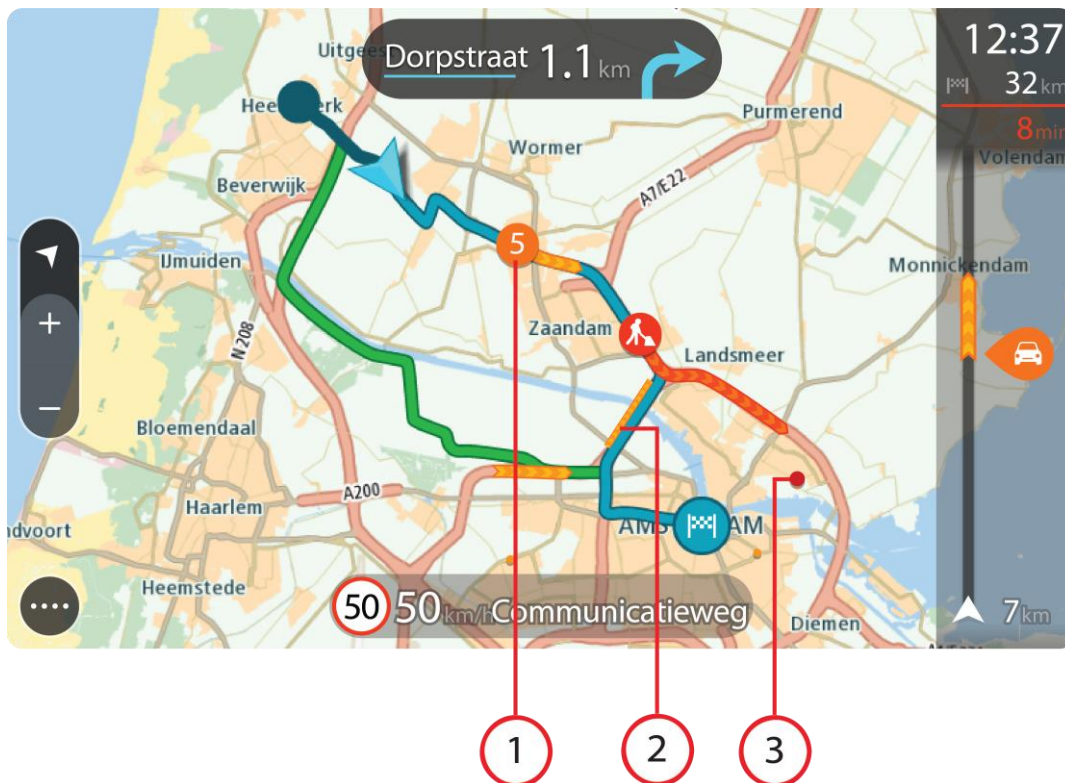 12:37
Dorpstraat 1.1 km
32 km
8 min
Uitgeest
Purmerend
Wormer
Volendam
A7/E22
Beverwijk
IJmuiden
5
Monnickendam
+
N208
Zaandam
Landsmeer
−
Bloemendaal
A200
Haarlem
AMS AM
ndvoort
Heemstede
50 50 km/h Communicatieweg
Diemen
7 km
1 2 3